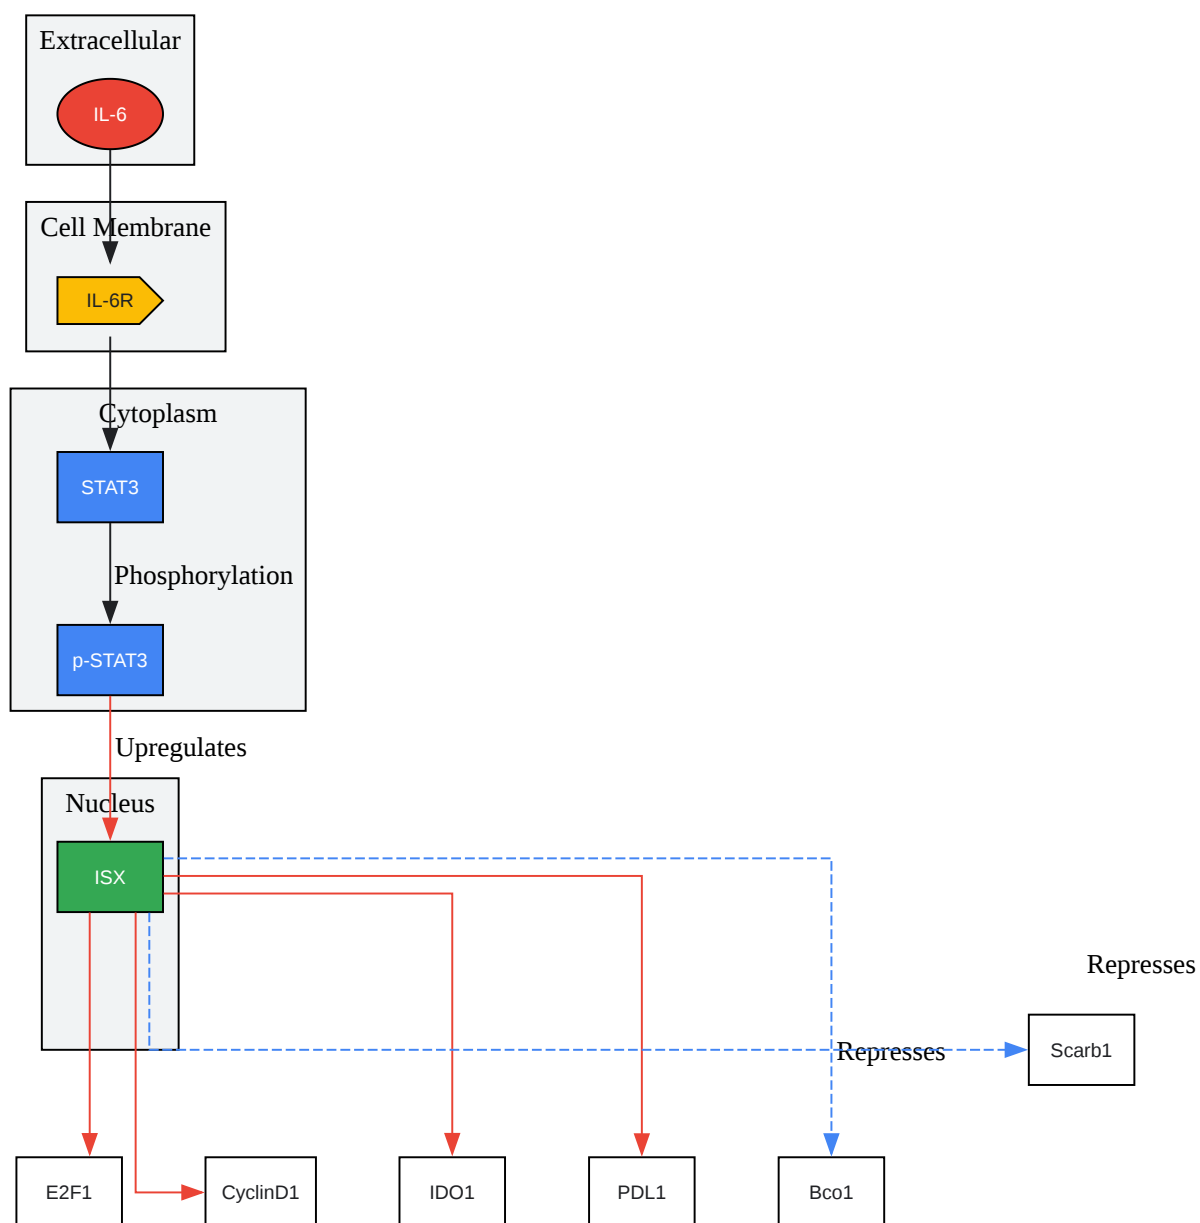 Extracellular
IL-6
Cell Membrane
IL-6R
Cytoplasm
STAT3
Phosphorylation
p-STAT3
Upregulates
Nucleus
ISX
Represses
Represses
Scarb1
E2F1
CyclinD1
IDO1
PDL1
Bco1